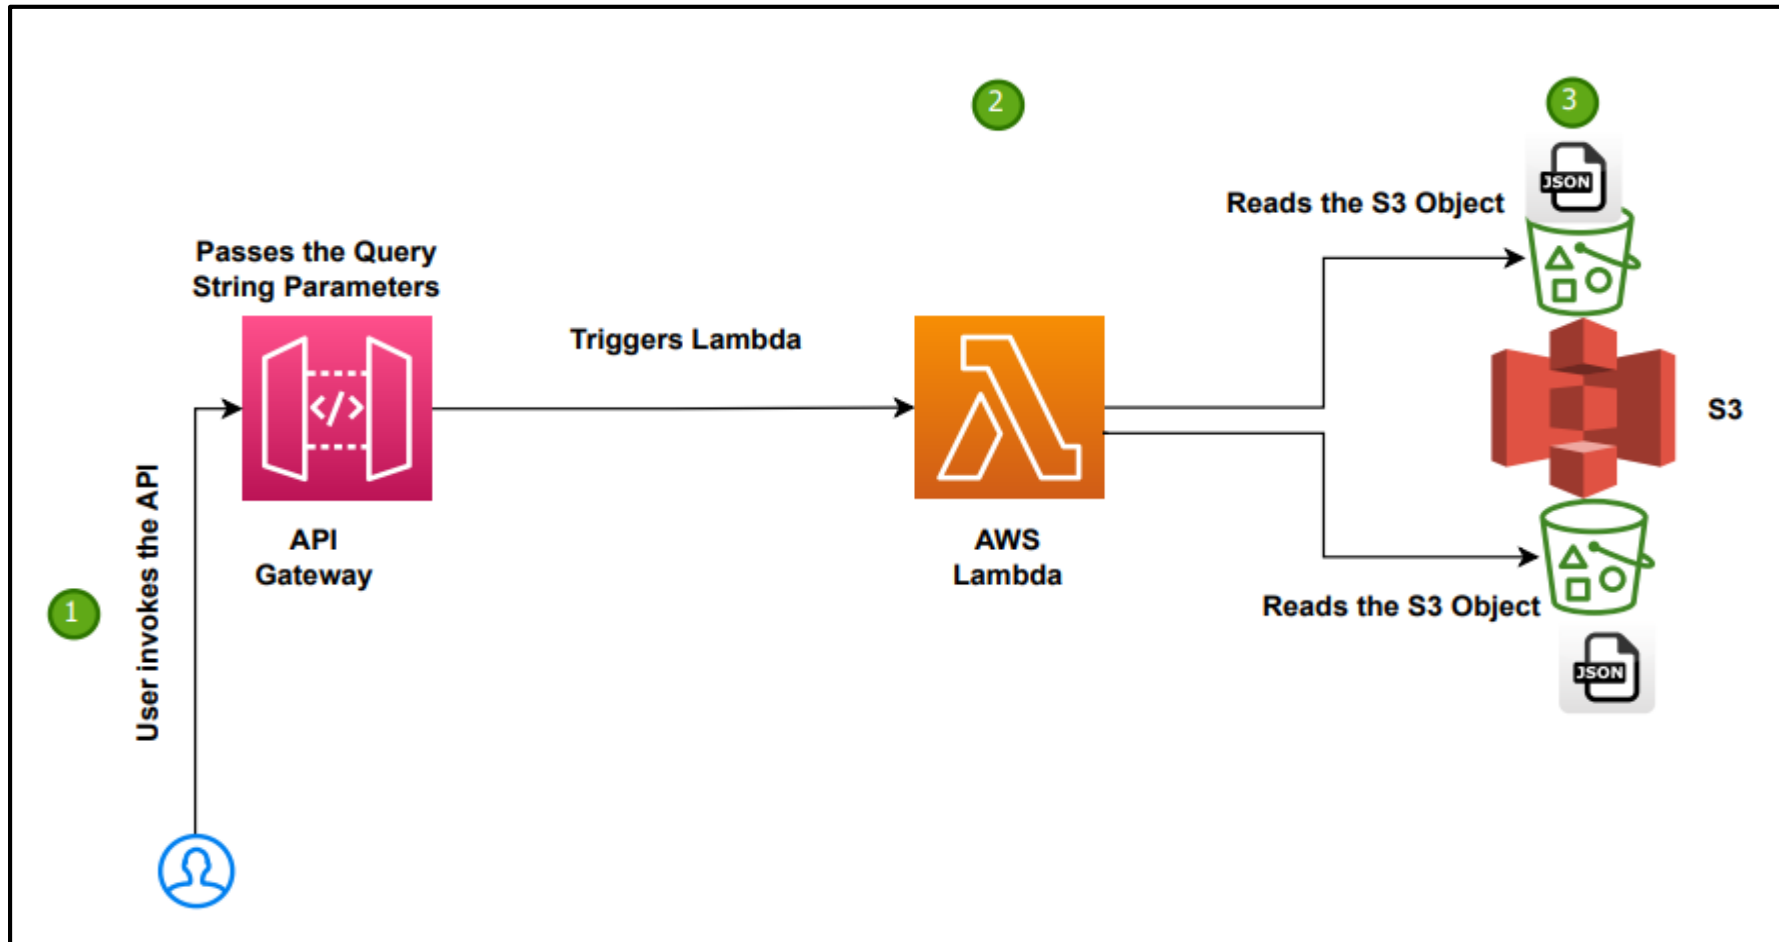 2
3
JSON
Reads the S3 Object
Passes the Query
String Parameters
Triggers Lambda
</>
S3
User invokes the API
API
Gateway
AWS
Lambda
1
Reads the S3 Object
JSON